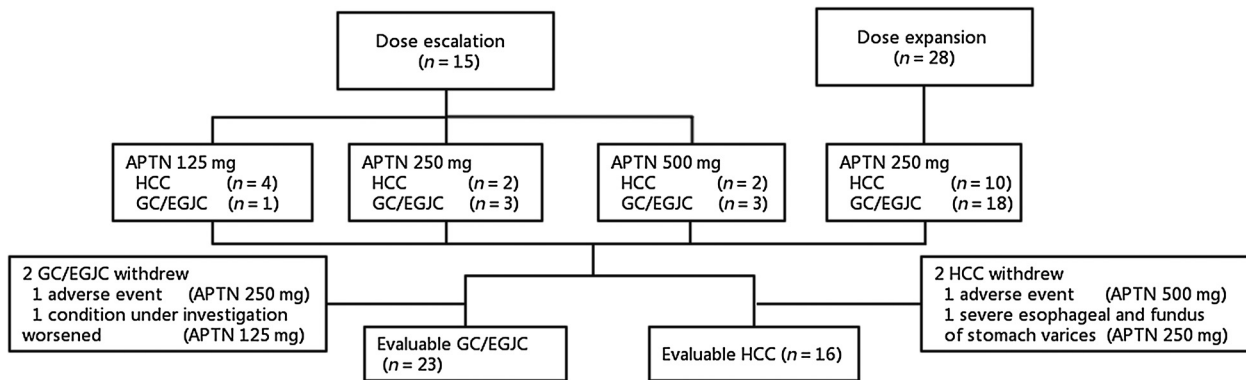 Dose escalation
(n = 15)
Dose expansion
(n = 28)
APTN 125 mg
HCC (n = 4)
GC/EGJC (n = 1)
APTN 250 mg
HCC (n = 2)
GC/EGJC (n = 3)
APTN 500 mg
HCC (n = 2)
GC/EGJC (n = 3)
APTN 250 mg
HCC (n = 10)
GC/EGJC (n = 18)
2 GC/EGJC withdrew
1 adverse event (APTN 250 mg)
1 condition under investigation
worsened (APTN 125 mg)
2 HCC withdrew
1 adverse event (APTN 500 mg)
1 severe esophageal and fundus
of stomach varices (APTN 250 mg)
Evaluable GC/EGJC
(n = 23)
Evaluable HCC (n = 16)